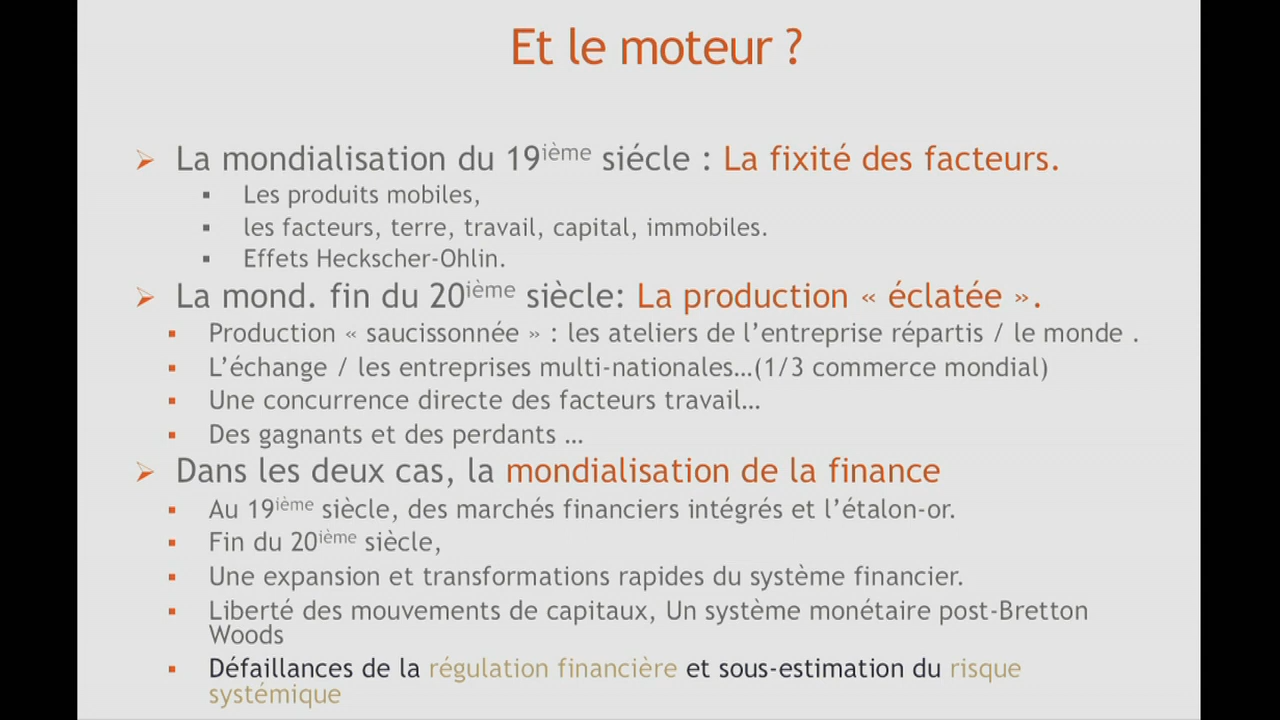 Et le moteur ?
La mondialisation du 19ième siécle : La fixité des facteurs.
Les produits mobiles,
les facteurs, terre, travail, capital, immobiles.
Effets Heckscher-Ohlin.
La mond. fin du 20ième siècle: La production « éclatée ».
Production « saucissonnée » : les ateliers de l’entreprise répartis / le monde .
L’échange / les entreprises multi-nationales…(1/3 commerce mondial)
Une concurrence directe des facteurs travail…
Des gagnants et des perdants …
Dans les deux cas, la mondialisation de la finance
Au 19ième siècle, des marchés financiers intégrés et l’étalon-or.
Fin du 20ième siècle,
Une expansion et transformations rapides du système financier.
Liberté des mouvements de capitaux, Un système monétaire post-Bretton
Woods
Défaillances de la régulation financière et sous-estimation du risque
systémique